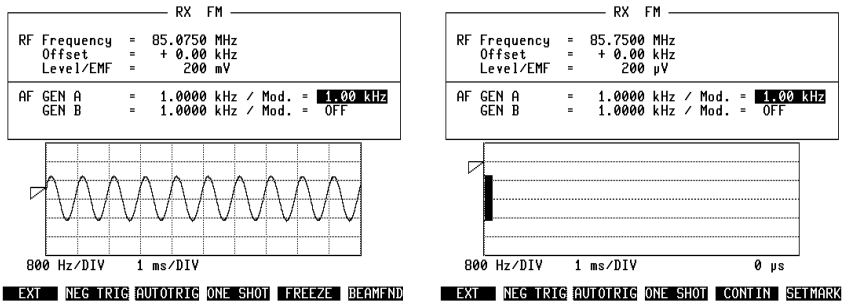 RX FM
RF Frequency = 85.0750 MHz
Offset = + 0.00 kHz
Level/EMF = 200 mV
AF GEN A = 1.0000 kHz / Mod. = 1.00 kHz
GEN B = 1.0000 kHz / Mod. = OFF
800 Hz/DIV 1 ms/DIV
EXT NEG TRIG AUTOTRIG ONE SHOT FREEZE BEAMFND
RX FM
RF Frequency = 85.7500 MHz
Offset = + 0.00 kHz
Level/EMF = 200 µV
AF GEN A = 1.0000 kHz / Mod. = 1.00 kHz
GEN B = 1.0000 kHz / Mod. = OFF
800 Hz/DIV 1 ms/DIV 0 µs
EXT NEG TRIG AUTOTRIG ONE SHOT CONTIN SETMARK